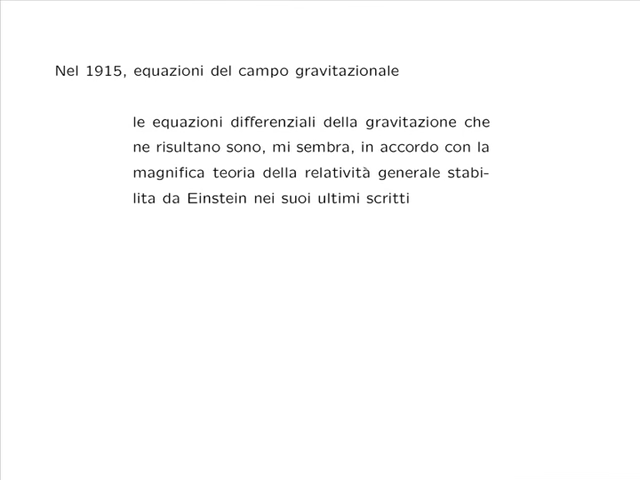 Nel 1915, equazioni del campo gravitazionale
le equazioni differenziali della gravitazione che
ne risultano sono, mi sembra, in accordo con la
magnifica teoria della relatività generale stabi-
lita da Einstein nei suoi ultimi scritti